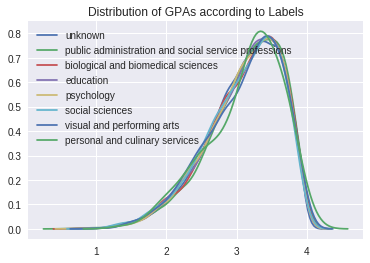 Distribution of GPAs according to Labels
0.8
0.7
0.6
0.5
0.4
0.3
0.2
0.1
0.0
unknown
public administration and social service professions
biological and biomedical sciences
education
psychology
social sciences
visual and performing arts
personal and culinary services
1 2 3 4